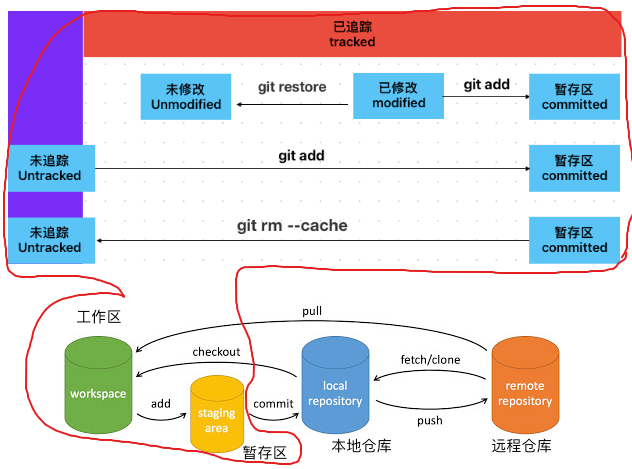 已追踪
tracked
未修改
Unmodified
git restore
已修改
modified
git add
暂存区
committed
未追踪
Untracked
git add
暂存区
committed
未追踪
Untracked
git rm --cache
暂存区
committed
工作区
pull
checkout
fetch/clone
workspace
add
staging
area
commit
local
repository
push
remote
repository
暂存区
本地仓库
远程仓库